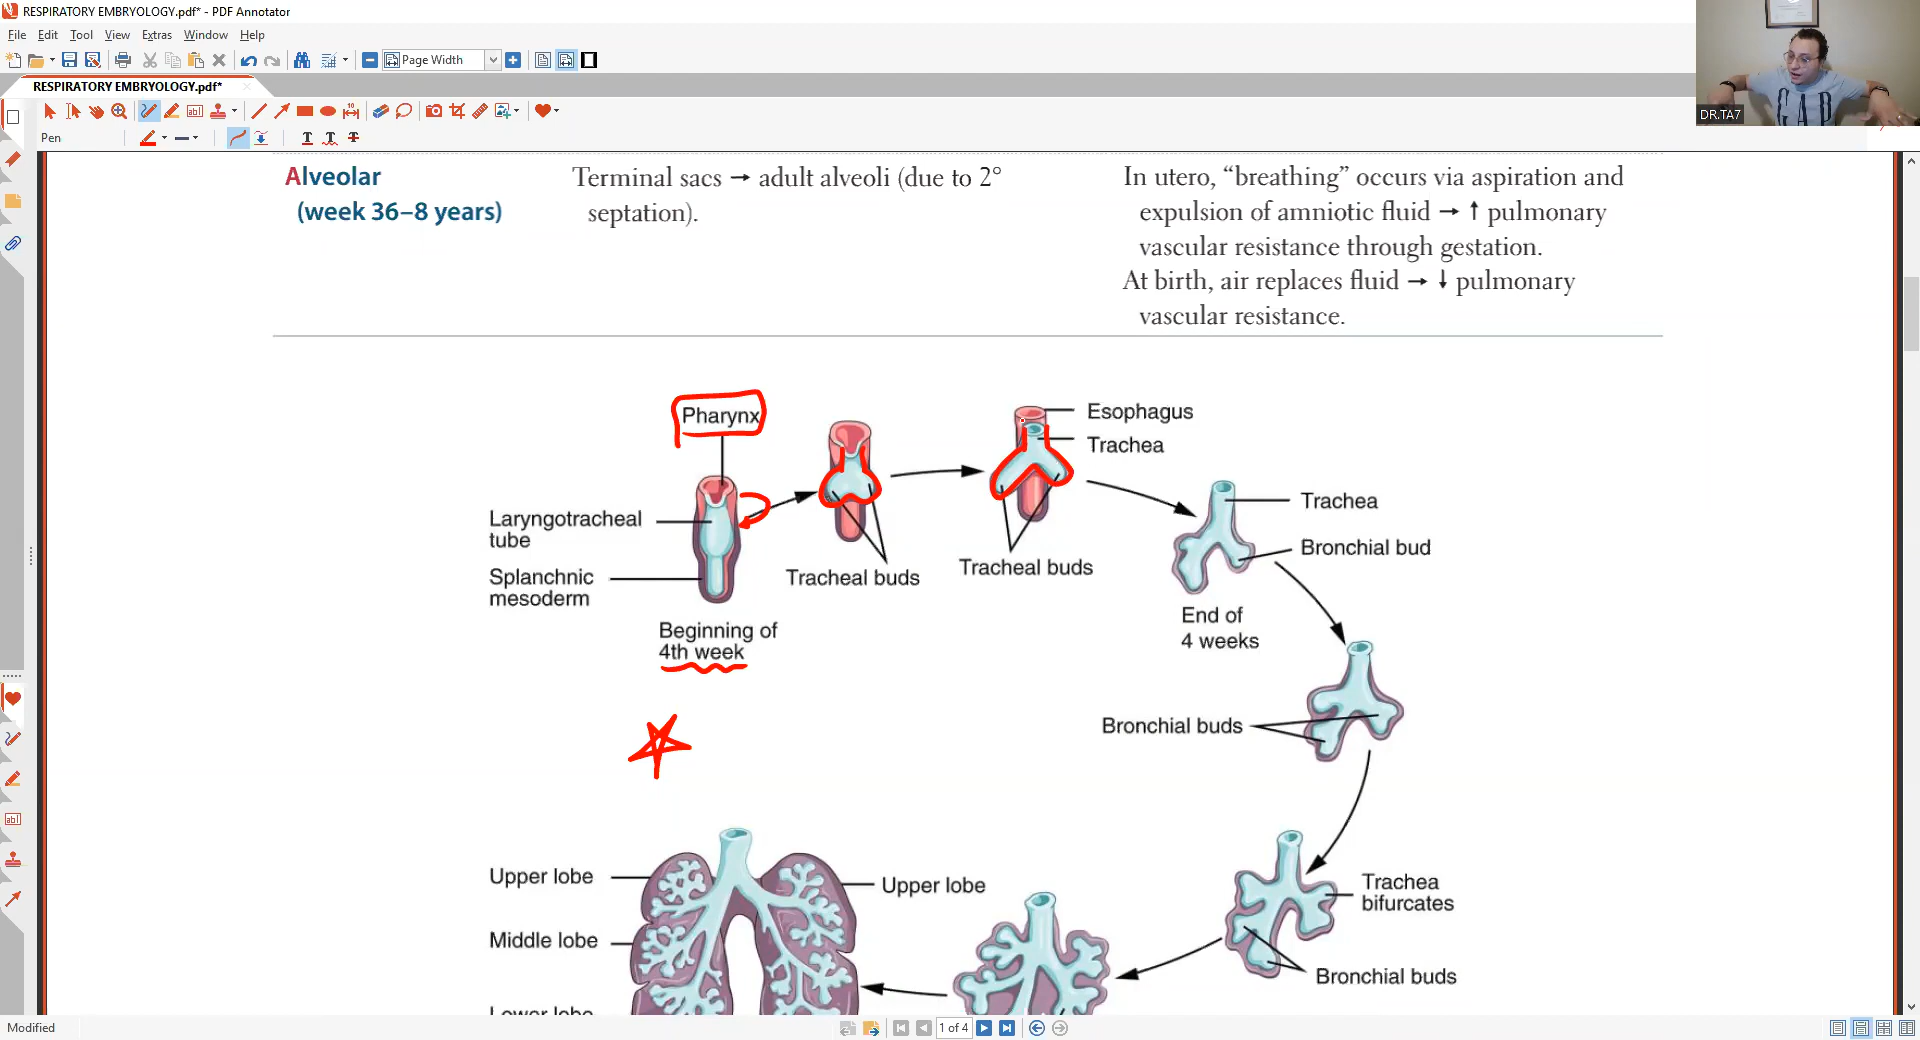 RESPIRATORY EMBRYOLOGY.pdf* - PDF Annotator
File Edit Tool View Extras Window Help
Page Width
RESPIRATORY EMBRYOLOGY.pdf*
Pen
DR.TA7
Alveolar
(week 36–8 years)
Terminal sacs → adult alveoli (due to 2°
septation).
In utero, “breathing” occurs via aspiration and
expulsion of amniotic fluid → ↑ pulmonary
vascular resistance through gestation.
At birth, air replaces fluid → ↓ pulmonary
vascular resistance.
Pharynx
Laryngotracheal
tube
Splanchnic
mesoderm
Beginning of
4th week
Tracheal buds
Esophagus
Trachea
Tracheal buds
Trachea
Bronchial bud
End of
4 weeks
Bronchial buds
Trachea
bifurcates
Bronchial buds
Upper lobe
Upper lobe
Middle lobe
Lower lobe
Modified
1 of 4